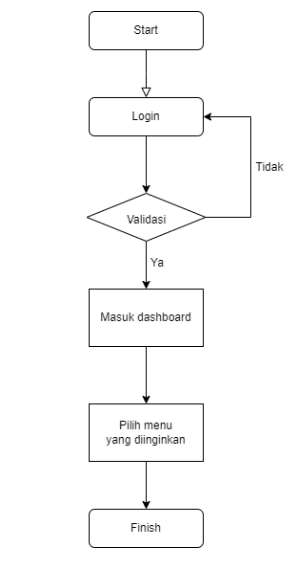 Start
Login
Tidak
Validasi
Ya
Masuk dashboard
Pilih menu
yang diinginkan
Finish